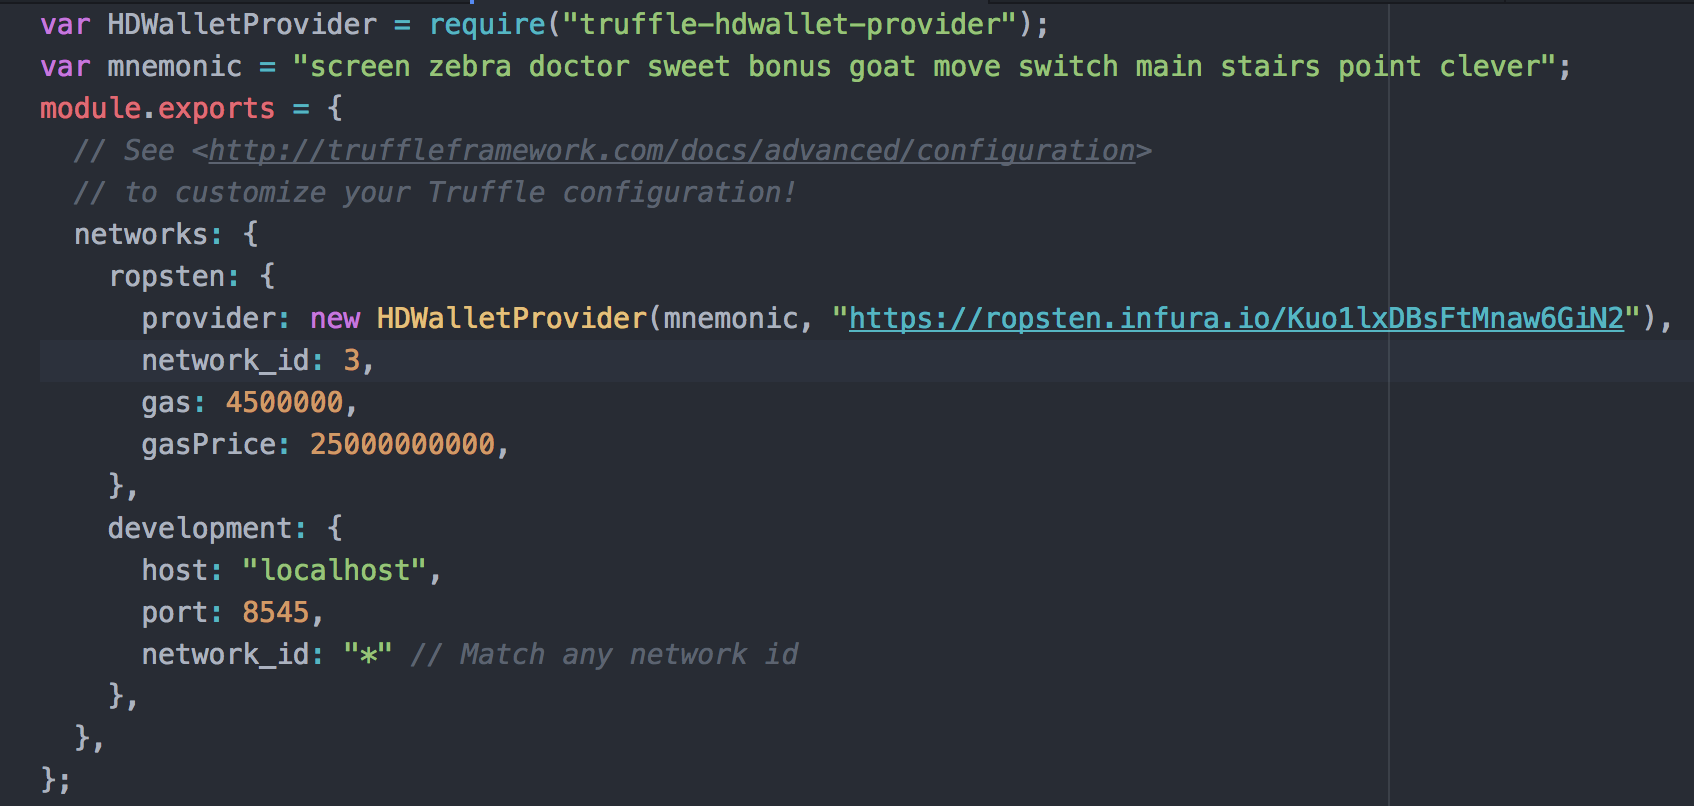 var HDWalletProvider = require("truffle-hdwallet-provider");
var mnemonic = "screen zebra doctor sweet bonus goat move switch main stairs point clever";
module.exports = {
  // See <http://truffleframework.com/docs/advanced/configuration>
  // to customize your Truffle configuration!
  networks: {
    ropsten: {
      provider: new HDWalletProvider(mnemonic, "https://ropsten.infura.io/Kuo1lxDBsFtMnaw6GiN2"),
      network_id: 3,
      gas: 4500000,
      gasPrice: 25000000000,
    },
    development: {
      host: "localhost",
      port: 8545,
      network_id: "*" // Match any network id
    },
  },
};